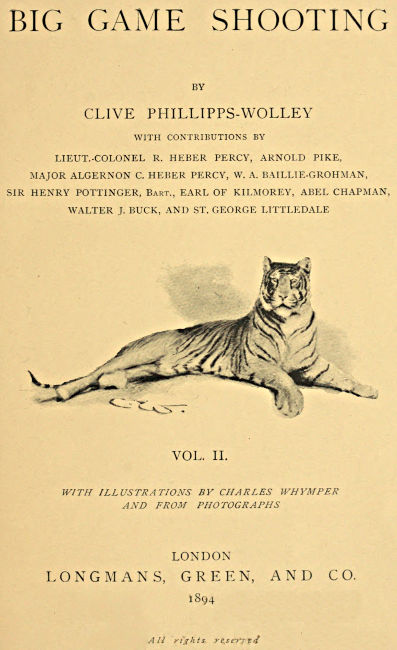 BIG GAME SHOOTING
BY
CLIVE PHILLIPPS-WOLLEY
WITH CONTRIBUTIONS BY
LIEUT.-COLONEL R. HEBER PERCY, ARNOLD PIKE,
MAJOR ALGERNON C. HEBER PERCY, W. A. BAILLIE-GROHMAN,
SIR HENRY POTTINGER, BART., EARL OF KILMOREY, ABEL CHAPMAN,
WALTER J. BUCK, AND ST. GEORGE LITTLEDALE
C.W.
VOL. II.
WITH ILLUSTRATIONS BY CHARLES WHYMPER
AND FROM PHOTOGRAPHS
LONDON
LONGMANS, GREEN, AND CO.
1894
All rights reserved